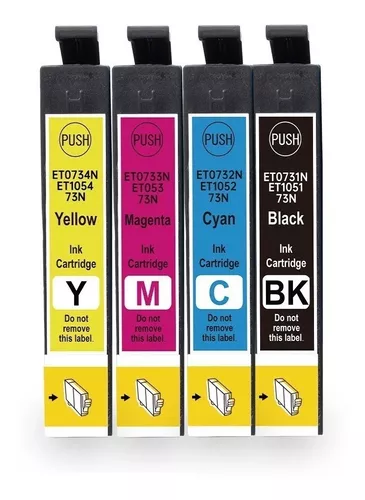 PUSH
ET0734N
ET1054
73N
Yellow
Ink
Cartridge
Y
Do not
remove
this label.
PUSH
ET0733N
ET053
73N
Magenta
Ink
Cartridge
M
Do not
remove
this label.
PUSH
ET0732N
ET1052
73N
Cyan
Ink
Cartridge
C
Do not
remove
this label.
PUSH
ET0731N
ET1051
73N
Black
Ink
Cartridge
BK
Do not
remove
this label.